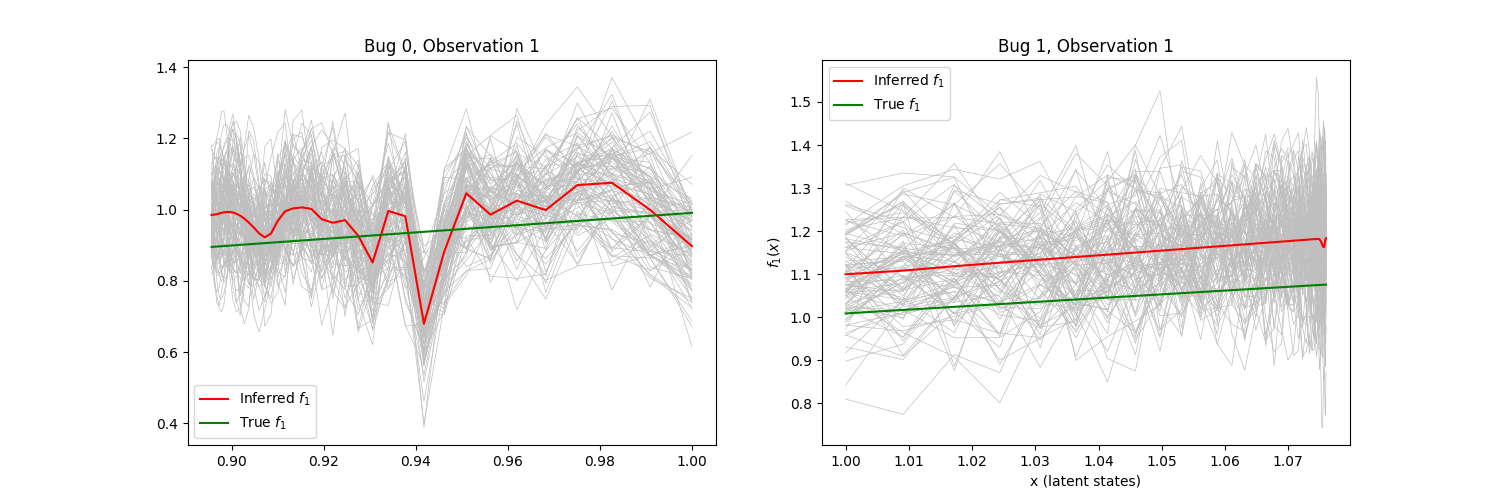 Bug 0, Observation 1
1.4
1.2
1.0
0.8
0.6
0.4
Inferred f₁
True f₁
0.90 0.92 0.94 0.96 0.98 1.00
Bug 1, Observation 1
Inferred f₁
True f₁
1.5
1.4
1.3
1.2
1.1
1.0
0.9
0.8
f₁(x)
1.00 1.01 1.02 1.03 1.04 1.05 1.06 1.07
x (latent states)